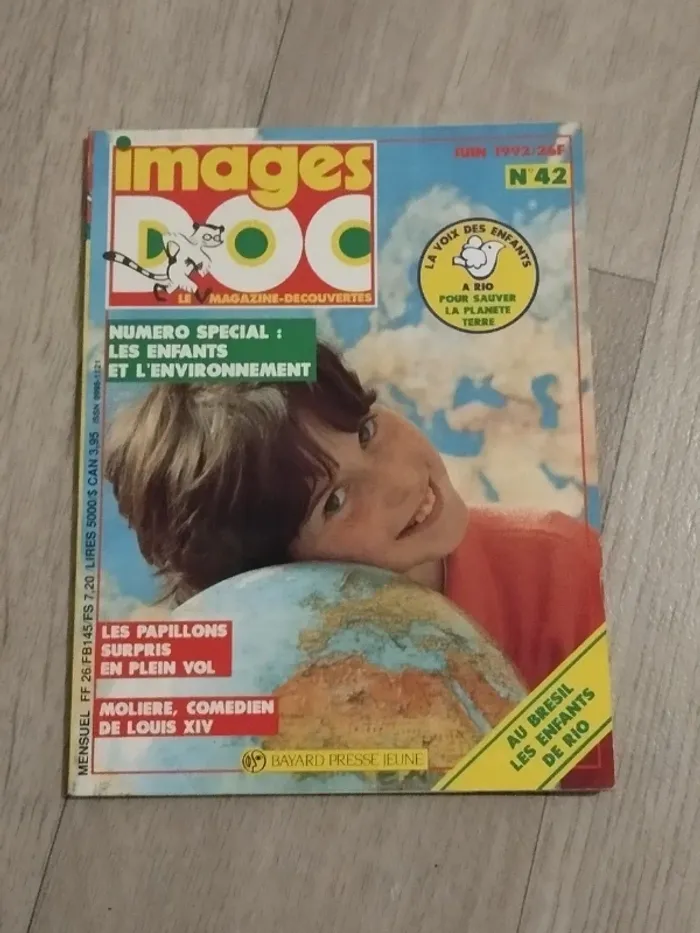 images
DOC
LE MAGAZINE-DECOUVERTES
JUIN 1992/26F
N°42
LA VOIX DES ENFANTS
A RIO
POUR SAUVER
LA PLANETE
TERRE
NUMERO SPECIAL :
LES ENFANTS
ET L'ENVIRONNEMENT
MENSUEL FF 26/FB145/FS 7,20 /LIRES 5000/$ CAN 3,95
LES PAPILLONS
SURPRIS
EN PLEIN VOL
MOLIERE, COMEDIEN
DE LOUIS XIV
AU BRESIL
LES ENFANTS
DE RIO
BAYARD PRESSE JEUNE